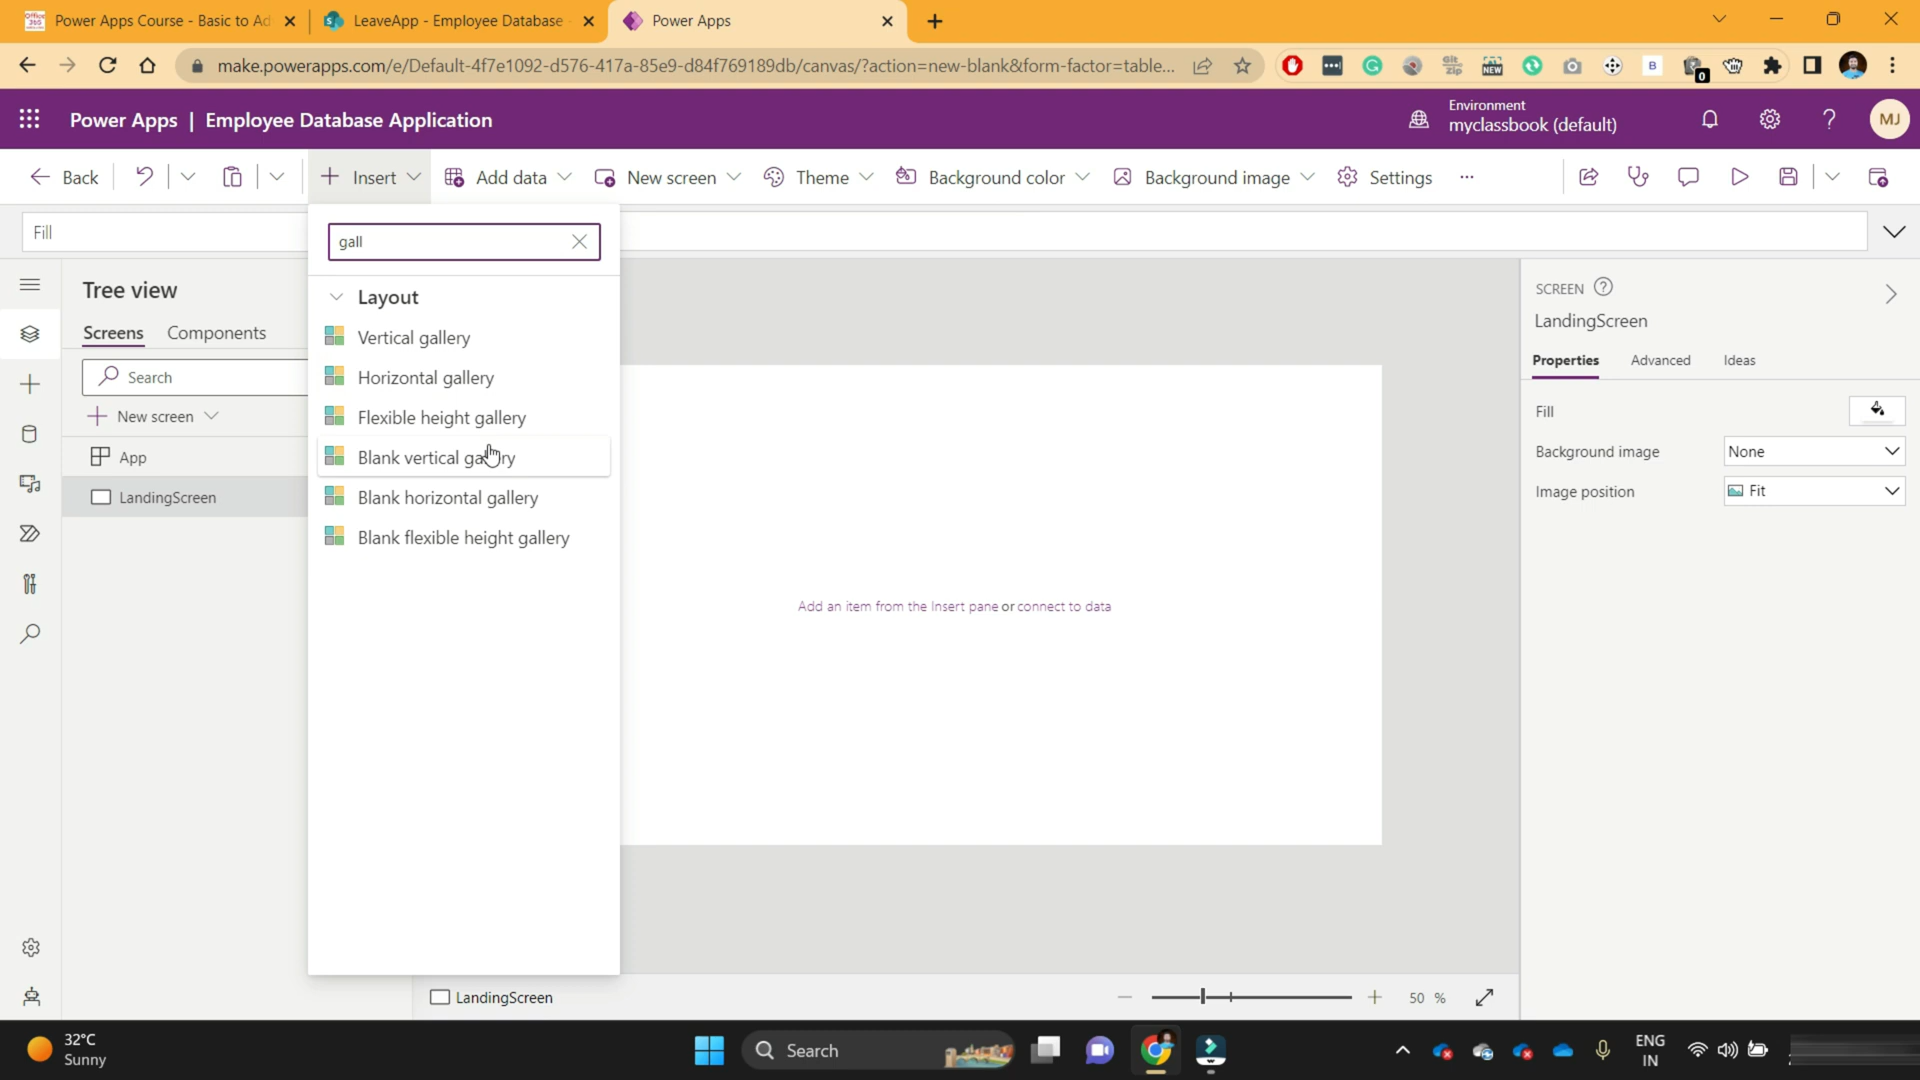 Power Apps Course - Basic to Ad
LeaveApp - Employee Database -
Power Apps
make.powerapps.com/e/Default-4f7e1092-d576-417a-85e9-d84f769189db/canvas/?action=new-blank&form-factor=table...
Git
zip
NEW
G
B
0
Power Apps | Employee Database Application
Environment
myclassbook (default)
?
MJ
Back
Insert
Add data
New screen
Theme
Background color
Background image
Settings
...
Fill
gall
Layout
Vertical gallery
Horizontal gallery
Flexible height gallery
Blank vertical gallery
Blank horizontal gallery
Blank flexible height gallery
Tree view
Screens
Components
Search
New screen
App
LandingScreen
Add an item from the Insert pane or connect to data
SCREEN ?
LandingScreen
Properties
Advanced
Ideas
Fill
Background image
None
Image position
Fit
LandingScreen
50 %
32°C
Sunny
Search
ENG
IN